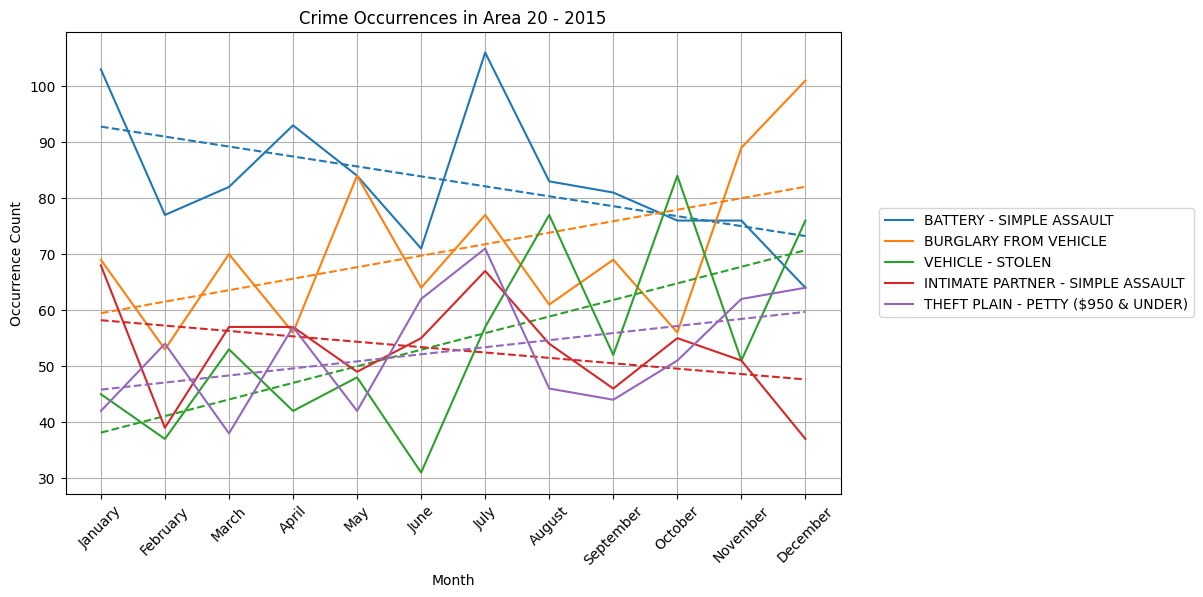 Crime Occurrences in Area 20 - 2015
Occurrence Count
100
90
80
70
60
50
40
30
January
February
March
April
May
June
July
August
September
October
November
December
Month
BATTERY - SIMPLE ASSAULT
BURGLARY FROM VEHICLE
VEHICLE - STOLEN
INTIMATE PARTNER - SIMPLE ASSAULT
THEFT PLAIN - PETTY ($950 & UNDER)